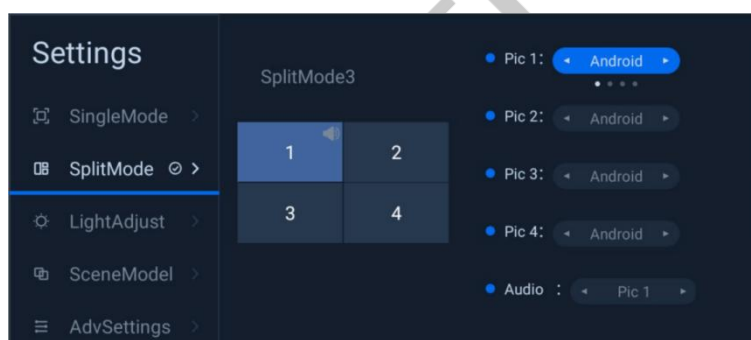 Settings
SingleMode
SplitMode
LightAdjust
SceneModel
AdvSettings
SplitMode3
1 2
3 4
Pic 1: Android
Pic 2: Android
Pic 3: Android
Pic 4: Android
Audio : Pic 1